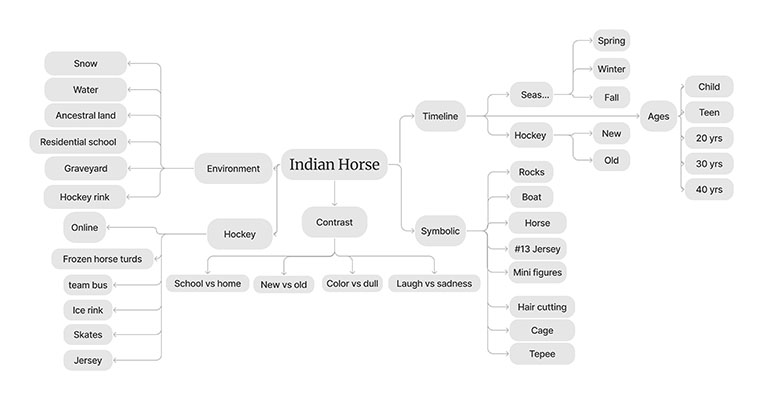 Indian Horse
Environment
Snow
Water
Ancestral land
Residential school
Graveyard
Hockey rink
Hockey
Online
Frozen horse turds
team bus
Ice rink
Skates
Jersey
Contrast
School vs home
New vs old
Color vs dull
Laugh vs sadness
Timeline
Seas...
Spring
Winter
Fall
Hockey
New
Old
Ages
Child
Teen
20 yrs
30 yrs
40 yrs
Symbolic
Rocks
Boat
Horse
#13 Jersey
Mini figures
Hair cutting
Cage
Tepee